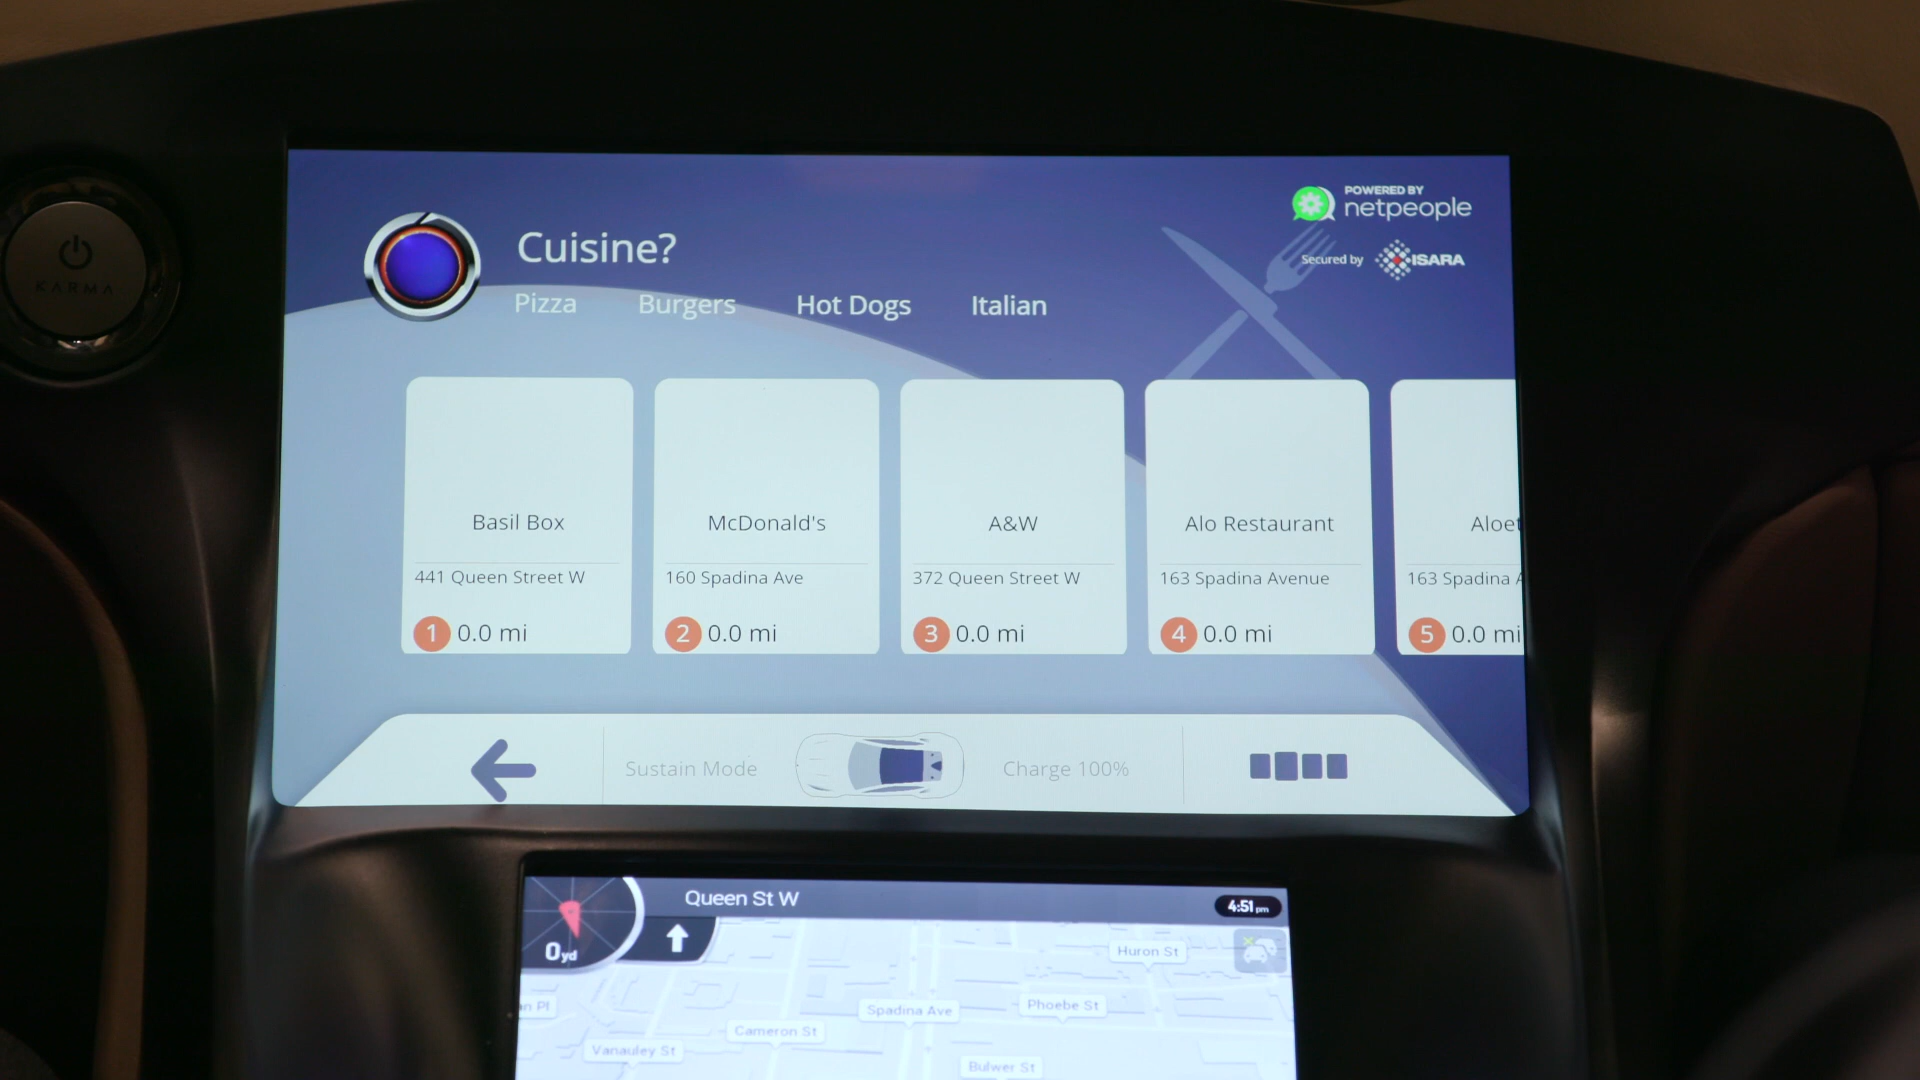 KARMA
POWERED BY
netpeople
Secured by ISARA
Cuisine?
Pizza Burgers Hot Dogs Italian
Basil Box
441 Queen Street W
1 0.0 mi
McDonald's
160 Spadina Ave
2 0.0 mi
A&W
372 Queen Street W
3 0.0 mi
Alo Restaurant
163 Spadina Avenue
4 0.0 mi
Aloet
163 Spadina A
5 0.0 mi
Sustain Mode Charge 100%
Queen St W 4:51 pm
0 yd
Huron St
Phoebe St
Spadina Ave
Cameron St
Vanauley St
Bulwer St